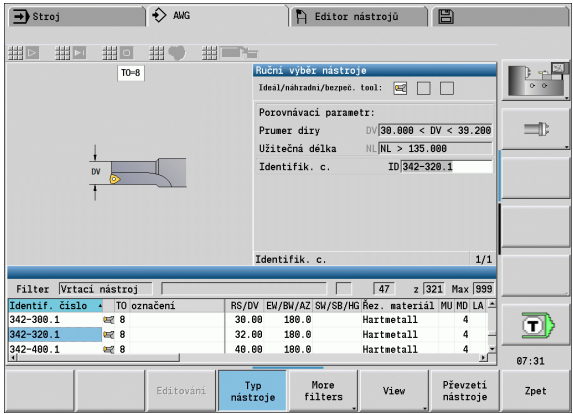 Stroj
AWG
Editor nástrojů
TO=8
DV
Ruční výběr nástroje
Ideál/náhradní/bezpeč. tool:
Porovnávací parametr:
Prumer diry DV 30.000 < DV < 39.200
Užitečná délka NL NL > 135.000
Identifik. c. ID 342-320.1
Identifik. c. 1/1
Filter Vrtací nástroj 47 z 321 Max 999
Identif. číslo TO označení RS/DV EW/BW/AZ SW/SB/HG Řez. materiál MU MD LA
342-300.1 8 30.00 180.0 Hartmetall 4
342-320.1 8 32.00 180.0 Hartmetall 4
342-400.1 8 40.00 180.0 Hartmetall 4
T
07:31
Editování
Typ nástroje
More filters
View
Převzetí nástroje
Zpet